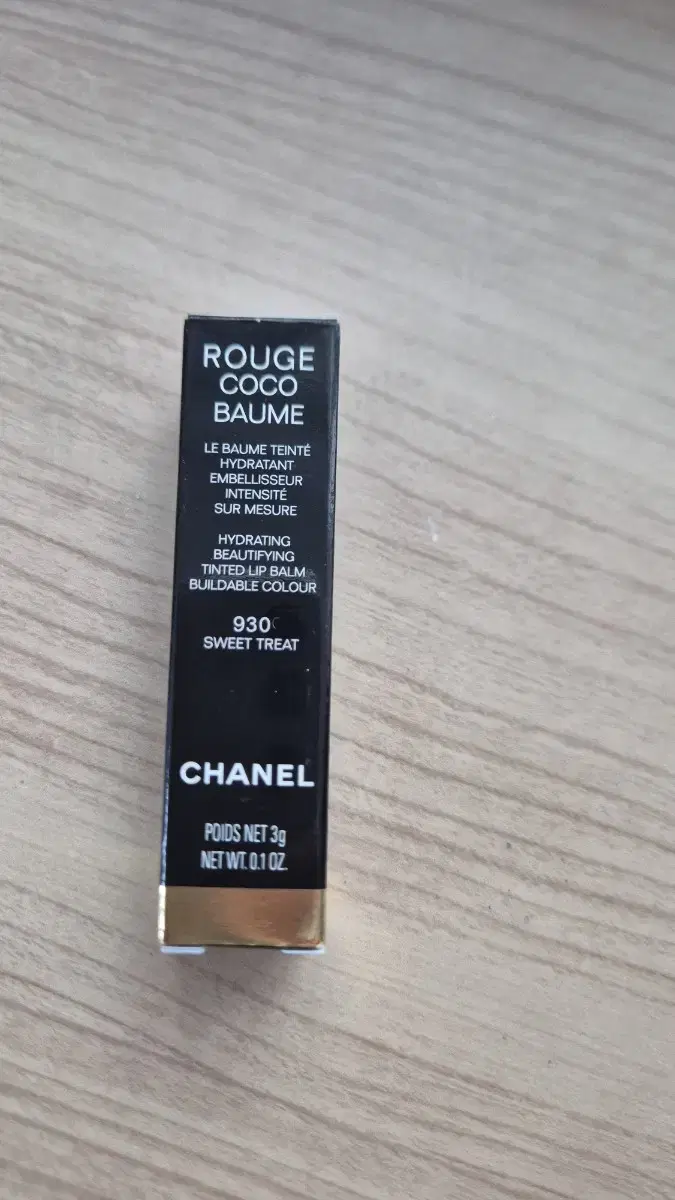 ROUGE
COCO
BAUME
LE BAUME TEINTÉ
HYDRATANT
EMBELLISSEUR
INTENSITÉ
SUR MESURE
HYDRATING
BEAUTIFYING
TINTED LIP BALM
BUILDABLE COLOUR
930
SWEET TREAT
CHANEL
POIDS NET 3g
NET WT. 0.1 OZ.